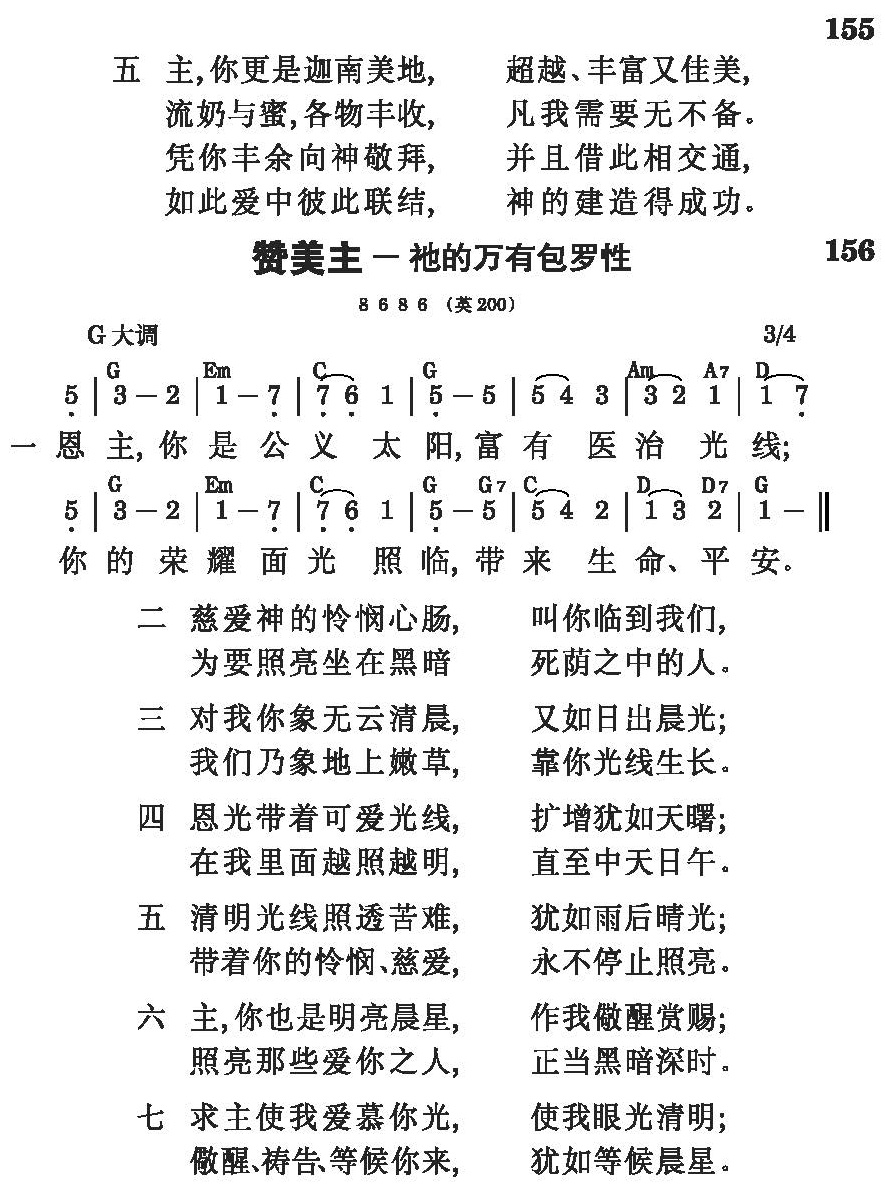 155
五 主,你更是迦南美地, 超越、丰富又佳美,
流奶与蜜,各物丰收, 凡我需要无不备。
凭你丰余向神敬拜, 并且借此相交通,
如此爱中彼此联结, 神的建造得成功。
赞美主－祂的万有包罗性 156
8 6 8 6 (英200)
G大调 3/4
G Em C G Am A7 D
5 | 3 – 2 | 1 – 7 | 7 6 1 | 5 – 5 | 5 4 3 | 3 2 1 | 1 7
一 恩主,你是公义太阳,富有医治光线;
G Em C G G7 C D D7 G
5 | 3 – 2 | 1 – 7 | 7 6 1 | 5 – 5 | 5 4 2 | 1 3 2 | 1 – ‖
你的荣耀面光照临,带来生命、平安。
二 慈爱神的怜悯心肠, 叫你临到我们,
为要照亮坐在黑暗 死荫之中的人。
三 对我你象无云清晨, 又如日出晨光;
我们乃象地上嫩草, 靠你光线生长。
四 恩光带着可爱光线, 扩增犹如天曙;
在我里面越照越明, 直至中天日午。
五 清明光线照透苦难, 犹如雨后晴光;
带着你的怜悯、慈爱, 永不停止照亮。
六 主,你也是明亮晨星, 作我儆醒赏赐;
照亮那些爱你之人, 正当黑暗深时。
七 求主使我爱慕你光, 使我眼光清明;
儆醒、祷告、等候你来, 犹如等候晨星。